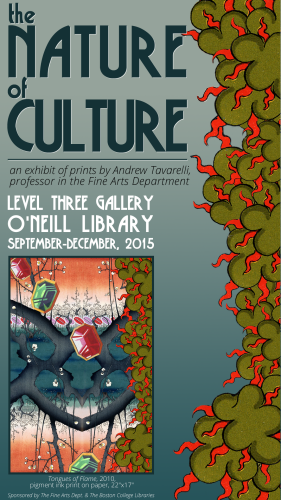 the
NATURE
of
CULTURE
an exhibit of prints by Andrew Tavarelli,
professor in the Fine Arts Department
LEVEL THREE GALLERY
O'NEILL LIBRARY
SEPTEMBER-DECEMBER, 2015
Tongues of Flame, 2010,
pigment ink print on paper, 22"x17"
Sponsored by The Fine Arts Dept. & The Boston College Libraries